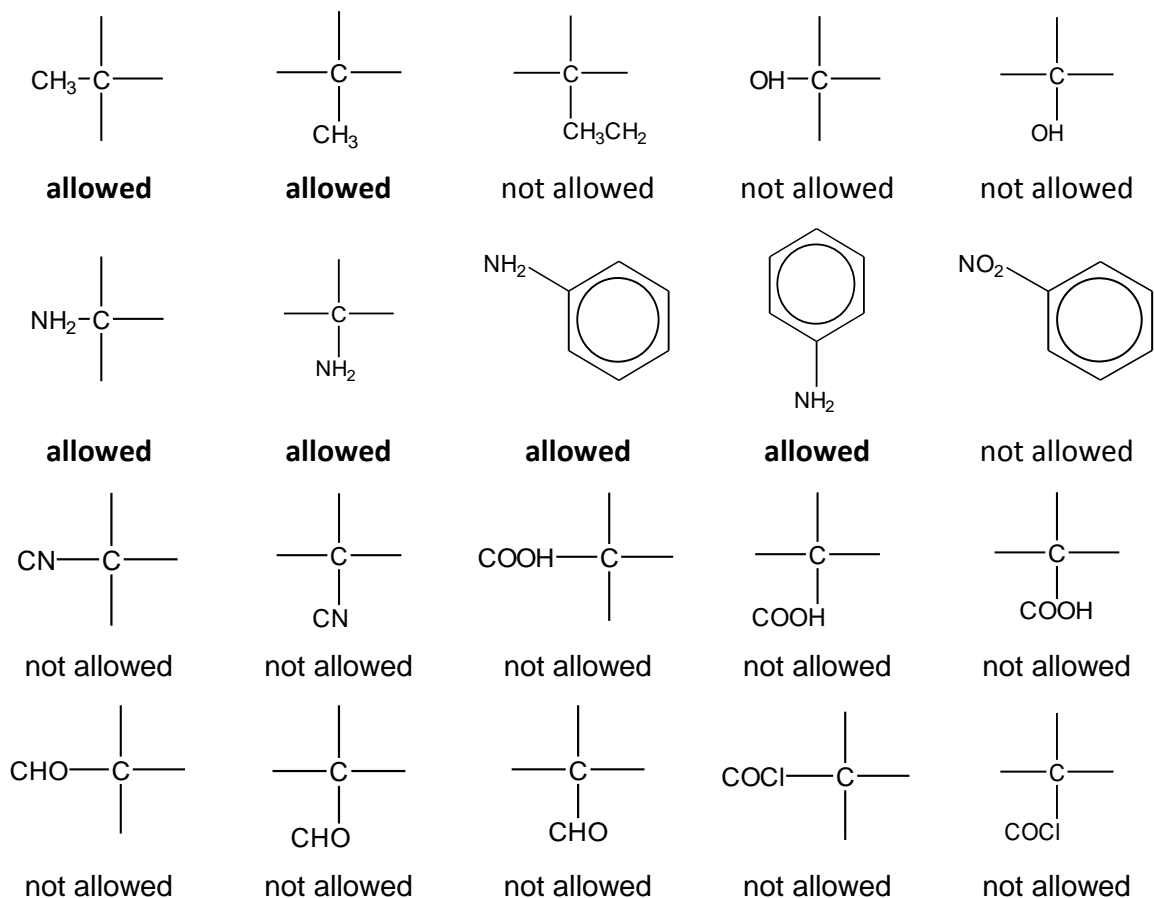 CH₃ C
C
CH₃
C
CH₃CH₂
OH C
C
OH
allowed allowed not allowed not allowed not allowed
NH₂ C
C
NH₂
NH₂
NH₂
NO₂
allowed allowed allowed allowed not allowed
CN C
C
CN
COOH C
C
COOH
C
COOH
not allowed not allowed not allowed not allowed not allowed
CHO C
C
CHO
C
CHO
COCl C
C
COCl
not allowed not allowed not allowed not allowed not allowed